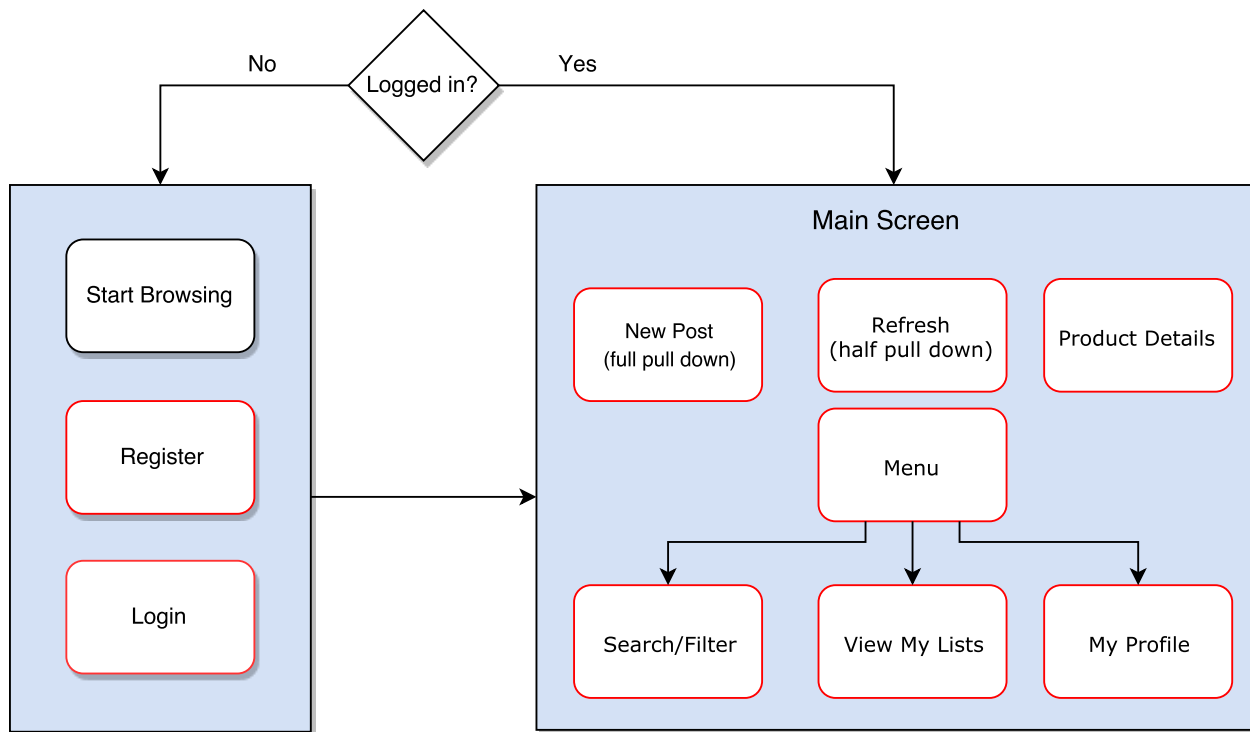 No
Logged in?
Yes
Start Browsing
Register
Login
Main Screen
New Post
(full pull down)
Refresh
(half pull down)
Product Details
Menu
Search/Filter
View My Lists
My Profile